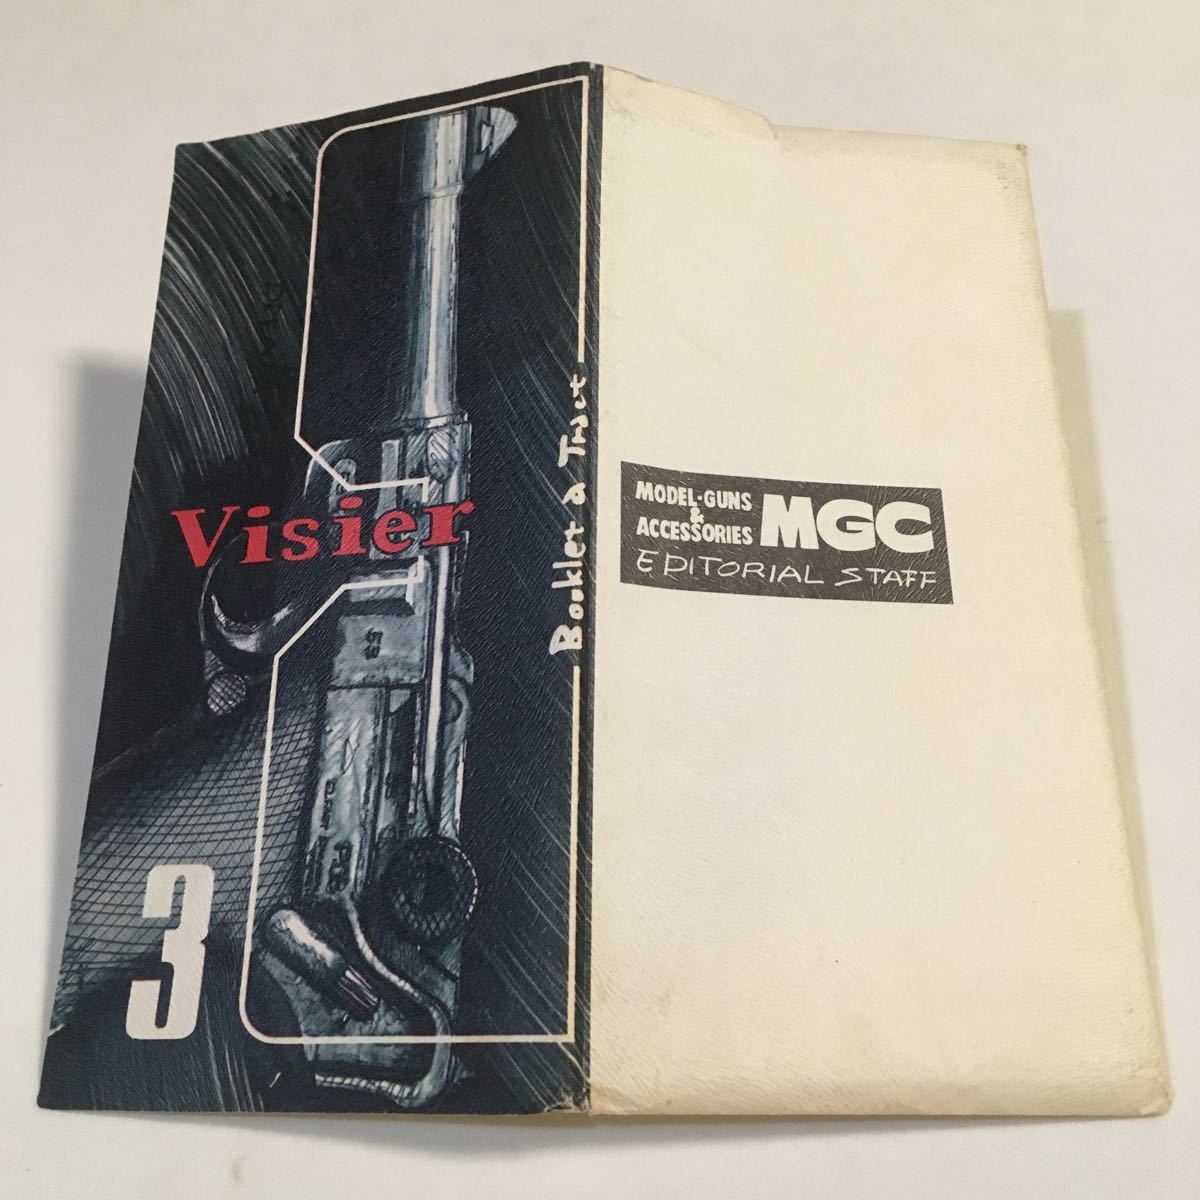 Visier
3
Booklet a Tract
MODEL-GUNS
&
ACCESSORIES
MGC
EDITORIAL STAFF